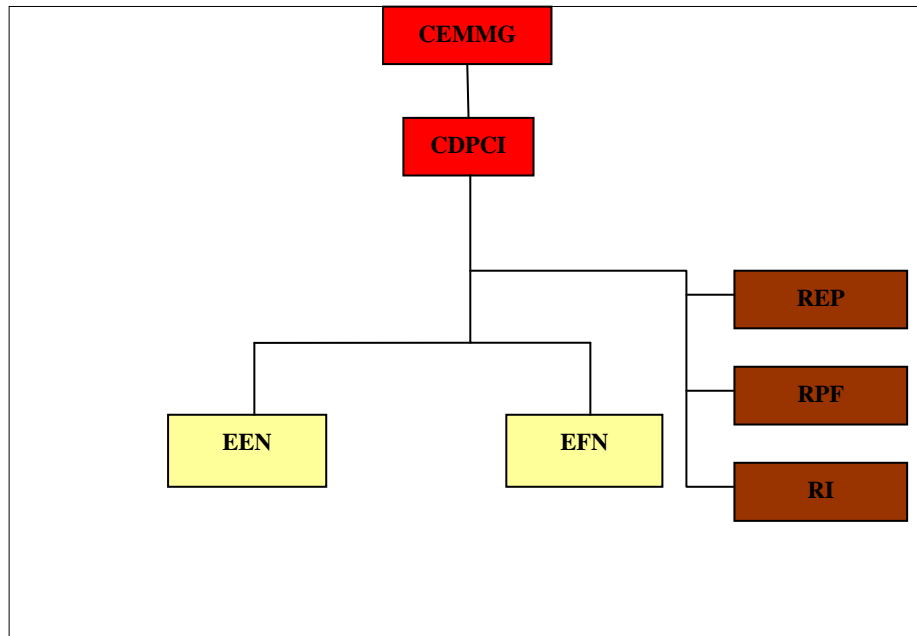 CEMMG
CDPCI
REP
RPF
EEN
EFN
RI